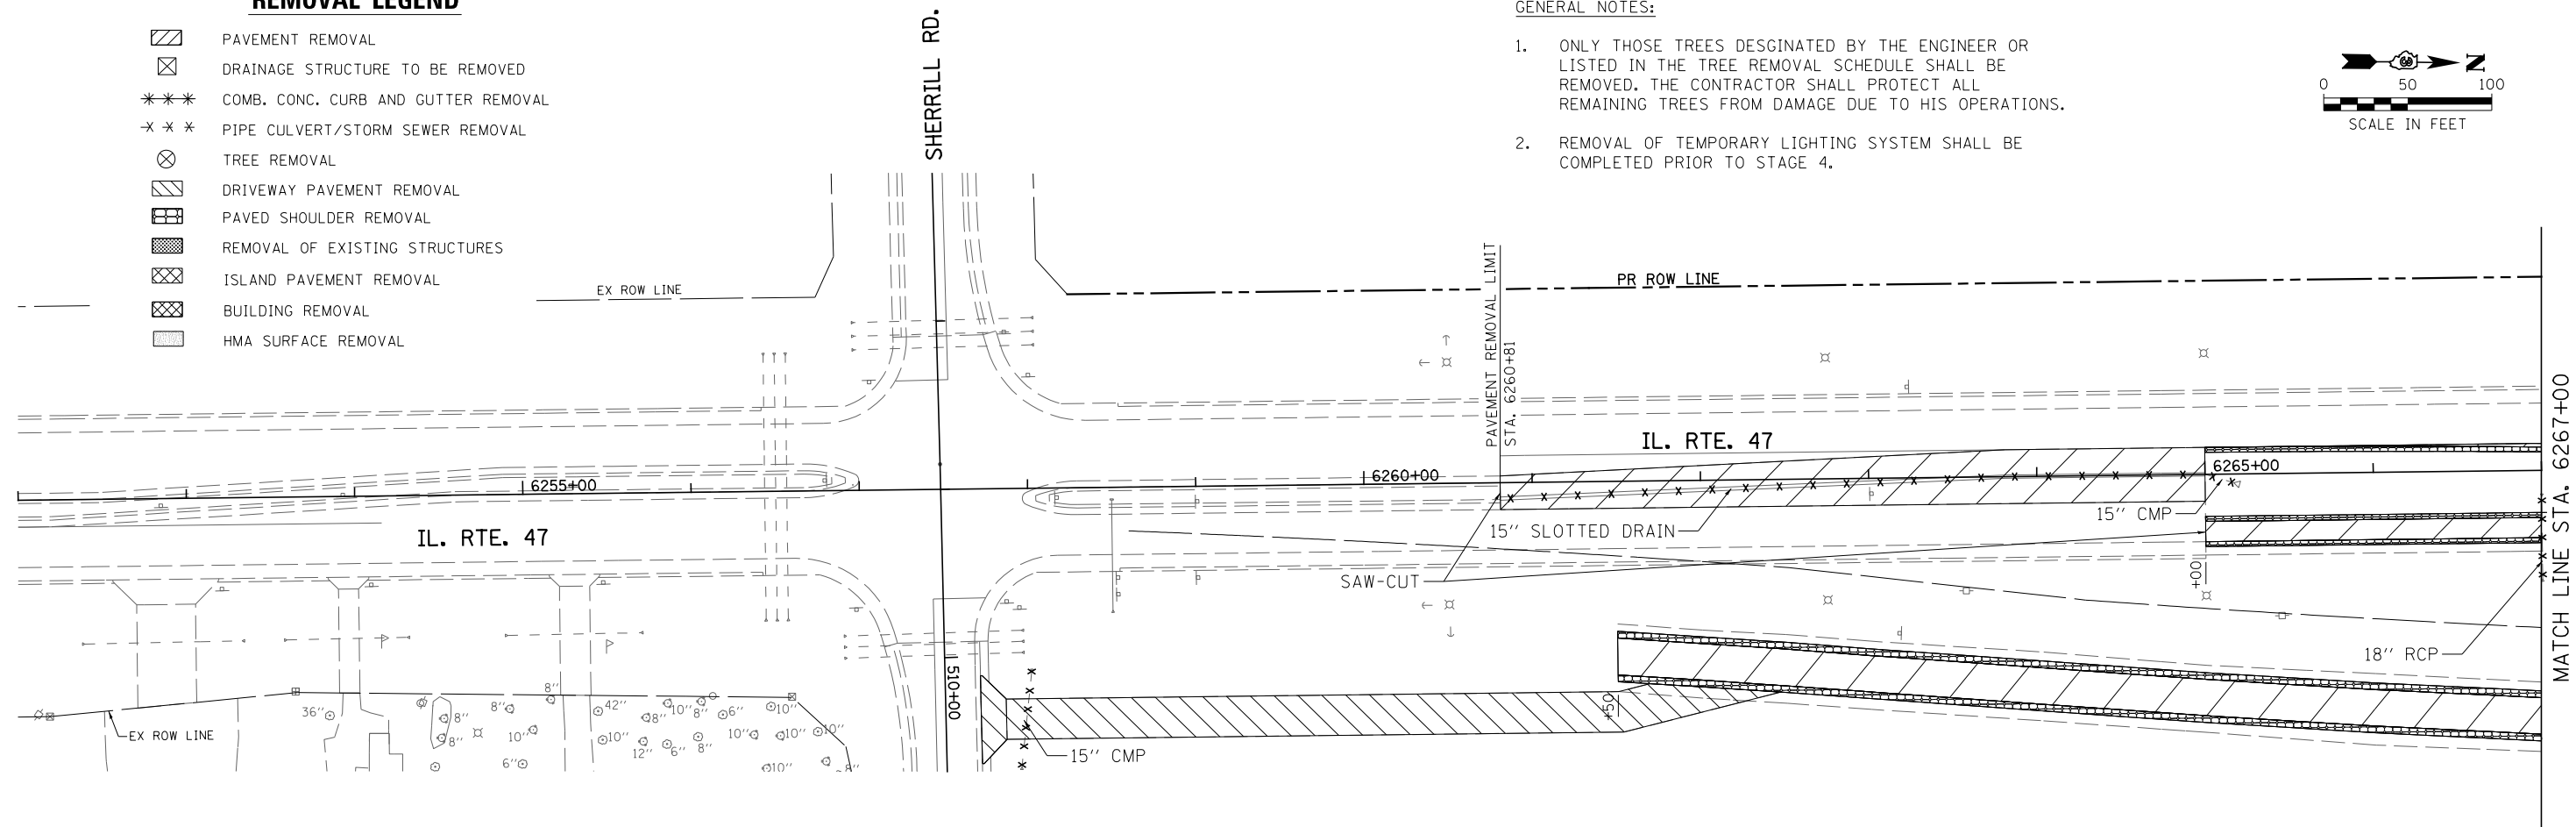 REMOVAL LEGEND
PAVEMENT REMOVAL
DRAINAGE STRUCTURE TO BE REMOVED
COMB. CONC. CURB AND GUTTER REMOVAL
PIPE CULVERT/STORM SEWER REMOVAL
TREE REMOVAL
DRIVEWAY PAVEMENT REMOVAL
PAVED SHOULDER REMOVAL
REMOVAL OF EXISTING STRUCTURES
ISLAND PAVEMENT REMOVAL
BUILDING REMOVAL
HMA SURFACE REMOVAL
SHERRILL RD.
GENERAL NOTES:
1. ONLY THOSE TREES DESGINATED BY THE ENGINEER OR
LISTED IN THE TREE REMOVAL SCHEDULE SHALL BE
REMOVED. THE CONTRACTOR SHALL PROTECT ALL
REMAINING TREES FROM DAMAGE DUE TO HIS OPERATIONS.
2. REMOVAL OF TEMPORARY LIGHTING SYSTEM SHALL BE
COMPLETED PRIOR TO STAGE 4.
N
0 50 100
SCALE IN FEET
EX ROW LINE
PR ROW LINE
PAVEMENT REMOVAL LIMIT
STA. 6260+81
IL. RTE. 47
6255+00
6260+00
6265+00
IL. RTE. 47
15" SLOTTED DRAIN
15" CMP
SAW-CUT
+00
18" RCP
MATCH LINE STA. 6267+00
510+00
+50
15" CMP
EX ROW LINE
36"
8"
8"
8"
8"
10"
6"
42"
8"
10"
8"
6"
10"
10"
12"
6"
8"
10"
10"
10"
10"
8"